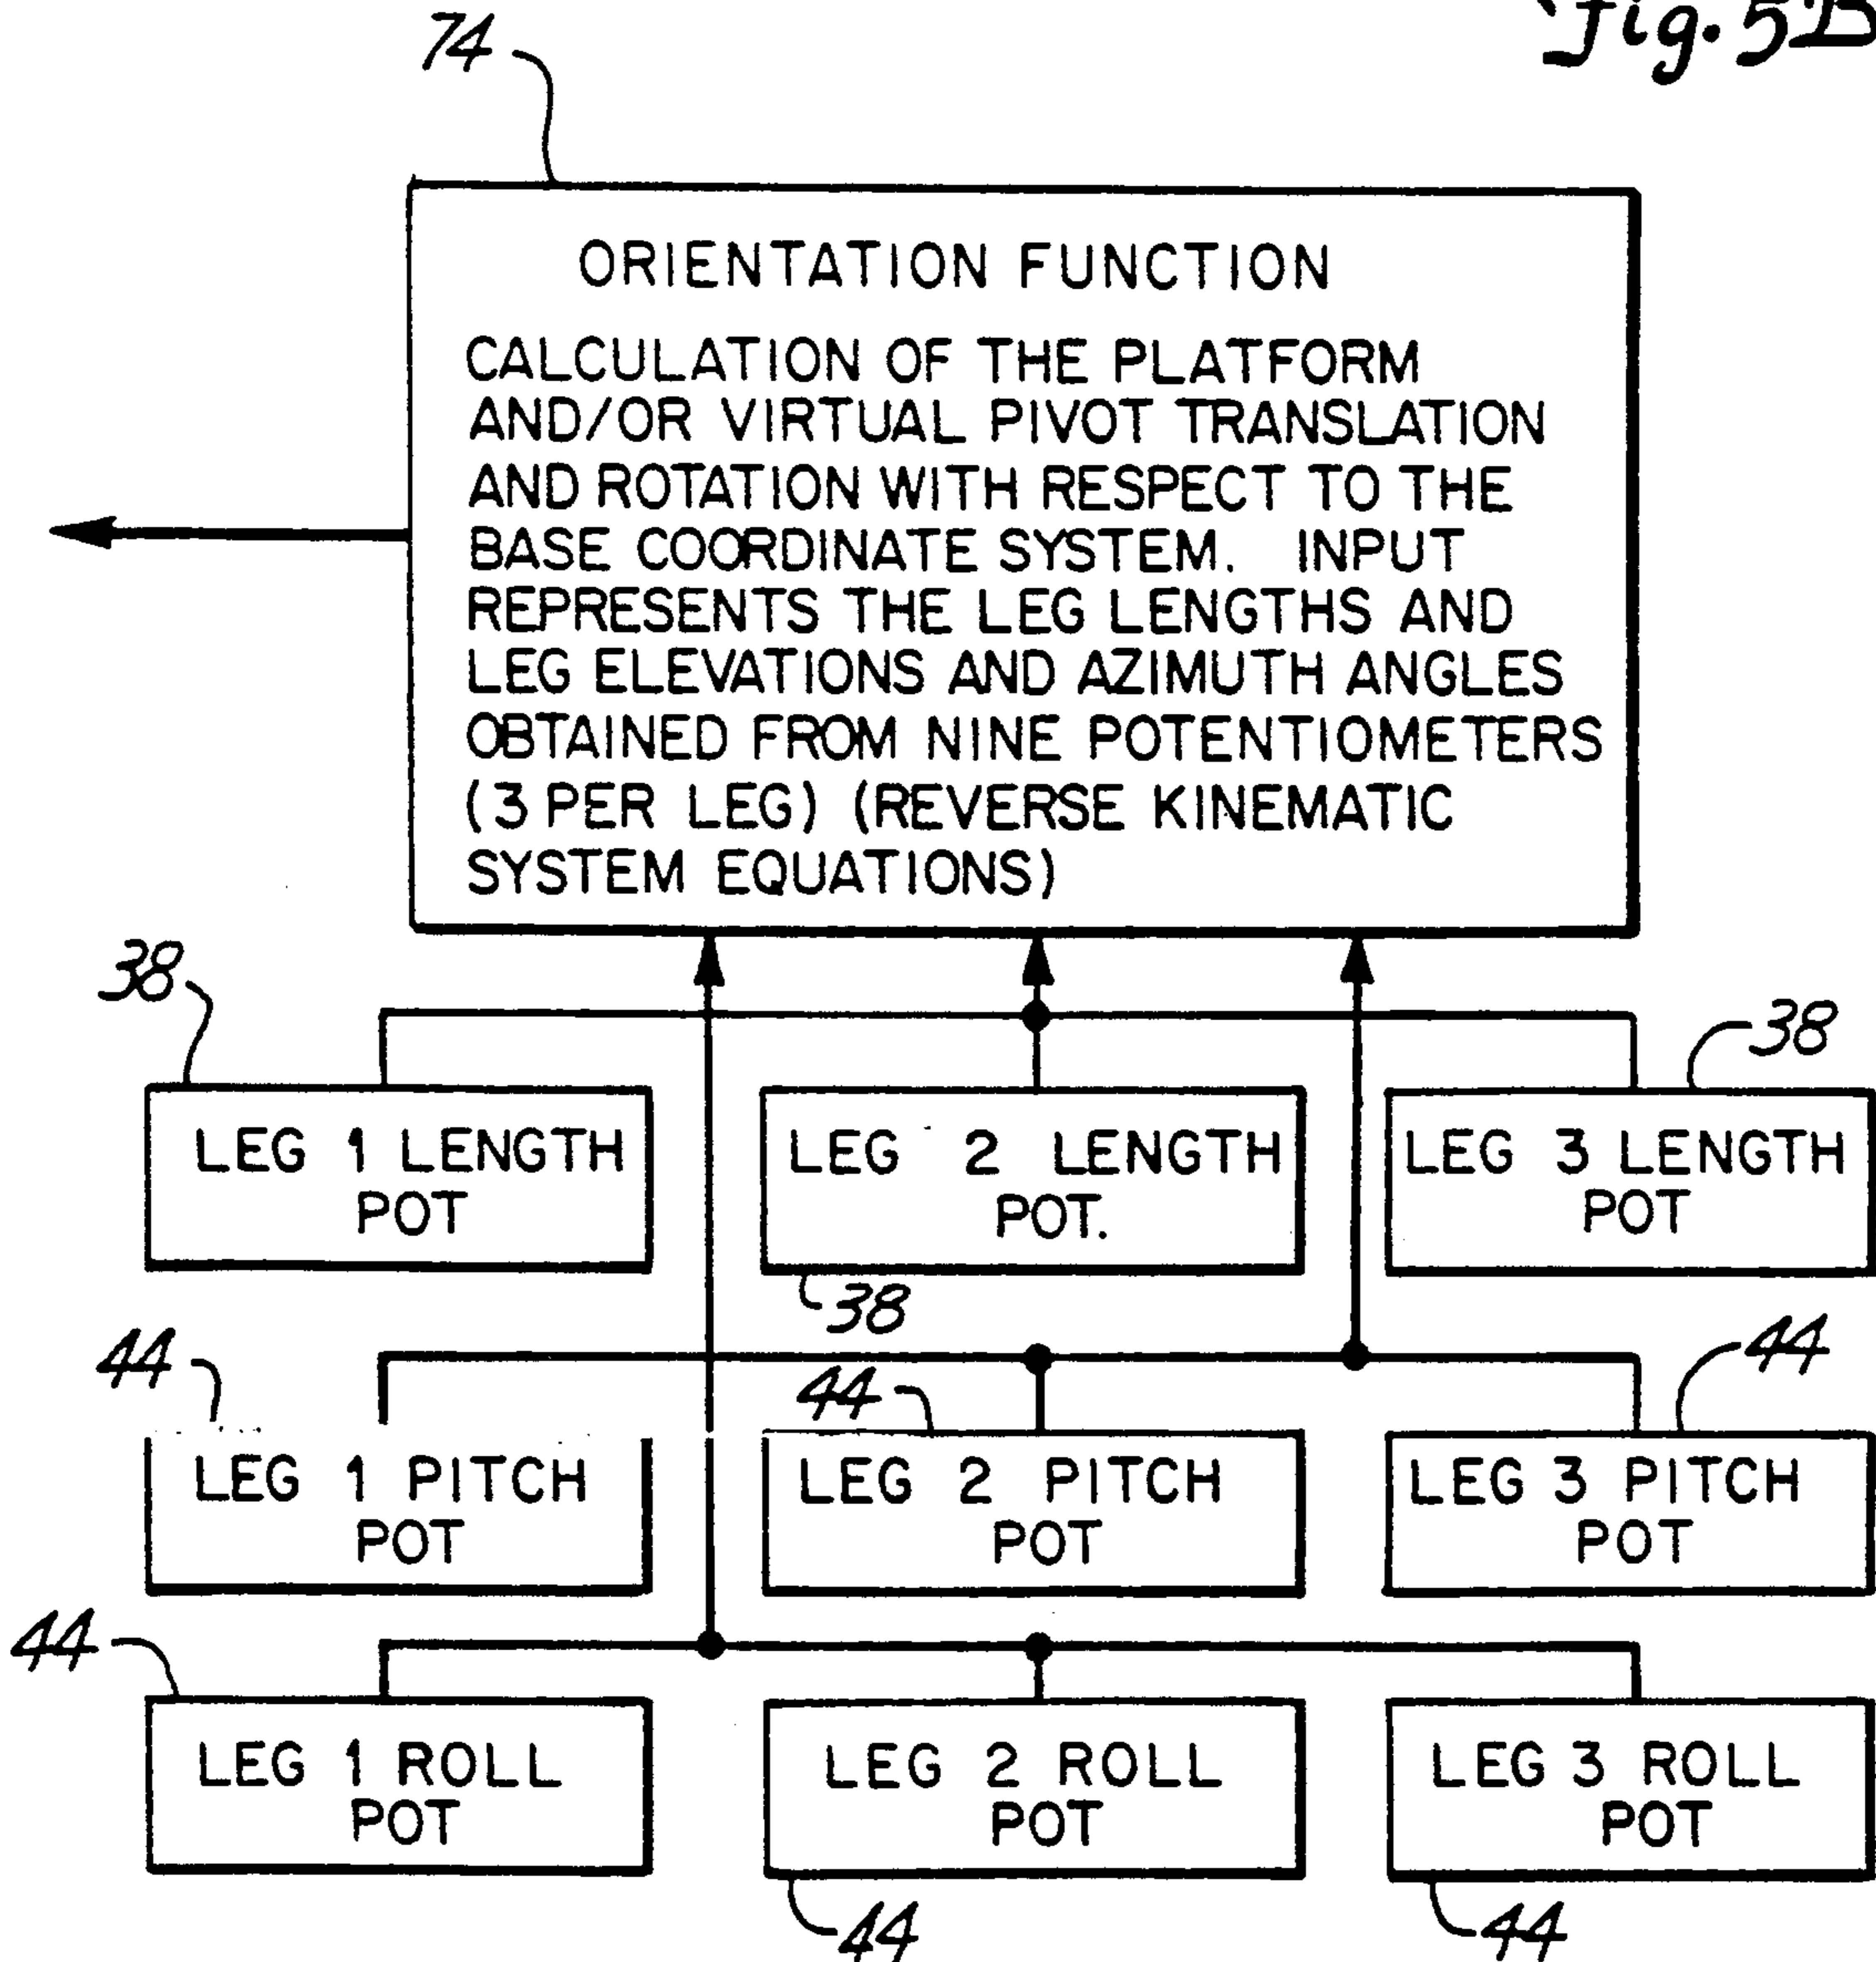 Fig. 5B
74
ORIENTATION FUNCTION
CALCULATION OF THE PLATFORM
AND/OR VIRTUAL PIVOT TRANSLATION
AND ROTATION WITH RESPECT TO THE
BASE COORDINATE SYSTEM. INPUT
REPRESENTS THE LEG LENGTHS AND
LEG ELEVATIONS AND AZIMUTH ANGLES
OBTAINED FROM NINE POTENTIOMETERS
(3 PER LEG) (REVERSE KINEMATIC
SYSTEM EQUATIONS)
38
38
LEG 1 LENGTH
POT
LEG 2 LENGTH
POT.
LEG 3 LENGTH
POT
38
44
44
44
LEG 1 PITCH
POT
LEG 2 PITCH
POT
LEG 3 PITCH
POT
44
LEG 1 ROLL
POT
LEG 2 ROLL
POT
LEG 3 ROLL
POT
44
44